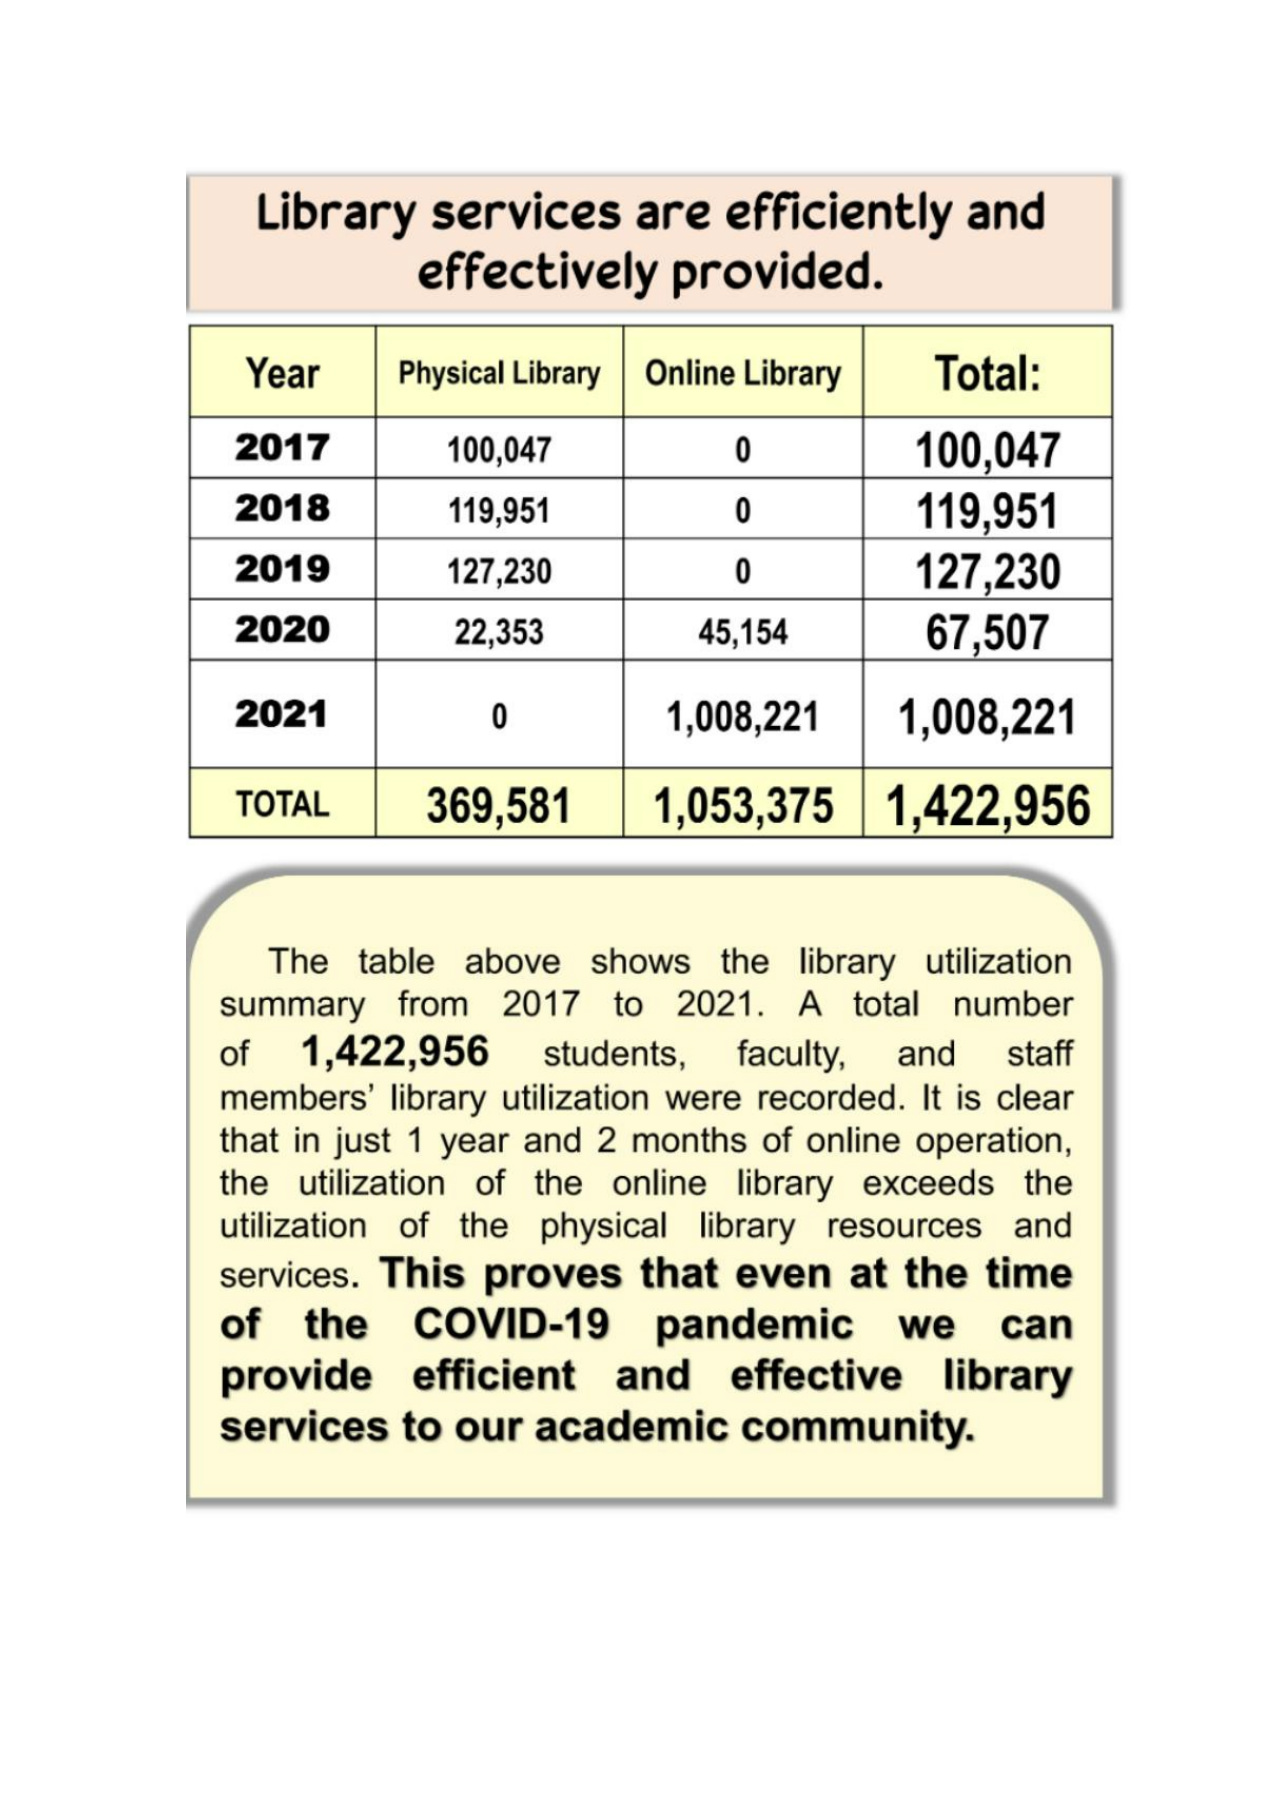 Library services are efficiently and
effectively provided.
Year Physical Library Online Library Total:
2017 100,047 0 100,047
2018 119,951 0 119,951
2019 127,230 0 127,230
2020 22,353 45,154 67,507
2021 0 1,008,221 1,008,221
TOTAL 369,581 1,053,375 1,422,956
The table above shows the library utilization
summary from 2017 to 2021. A total number
of 1,422,956 students, faculty, and staff
members’ library utilization were recorded. It is clear
that in just 1 year and 2 months of online operation,
the utilization of the online library exceeds the
utilization of the physical library resources and
services. This proves that even at the time
of the COVID-19 pandemic we can
provide efficient and effective library
services to our academic community.